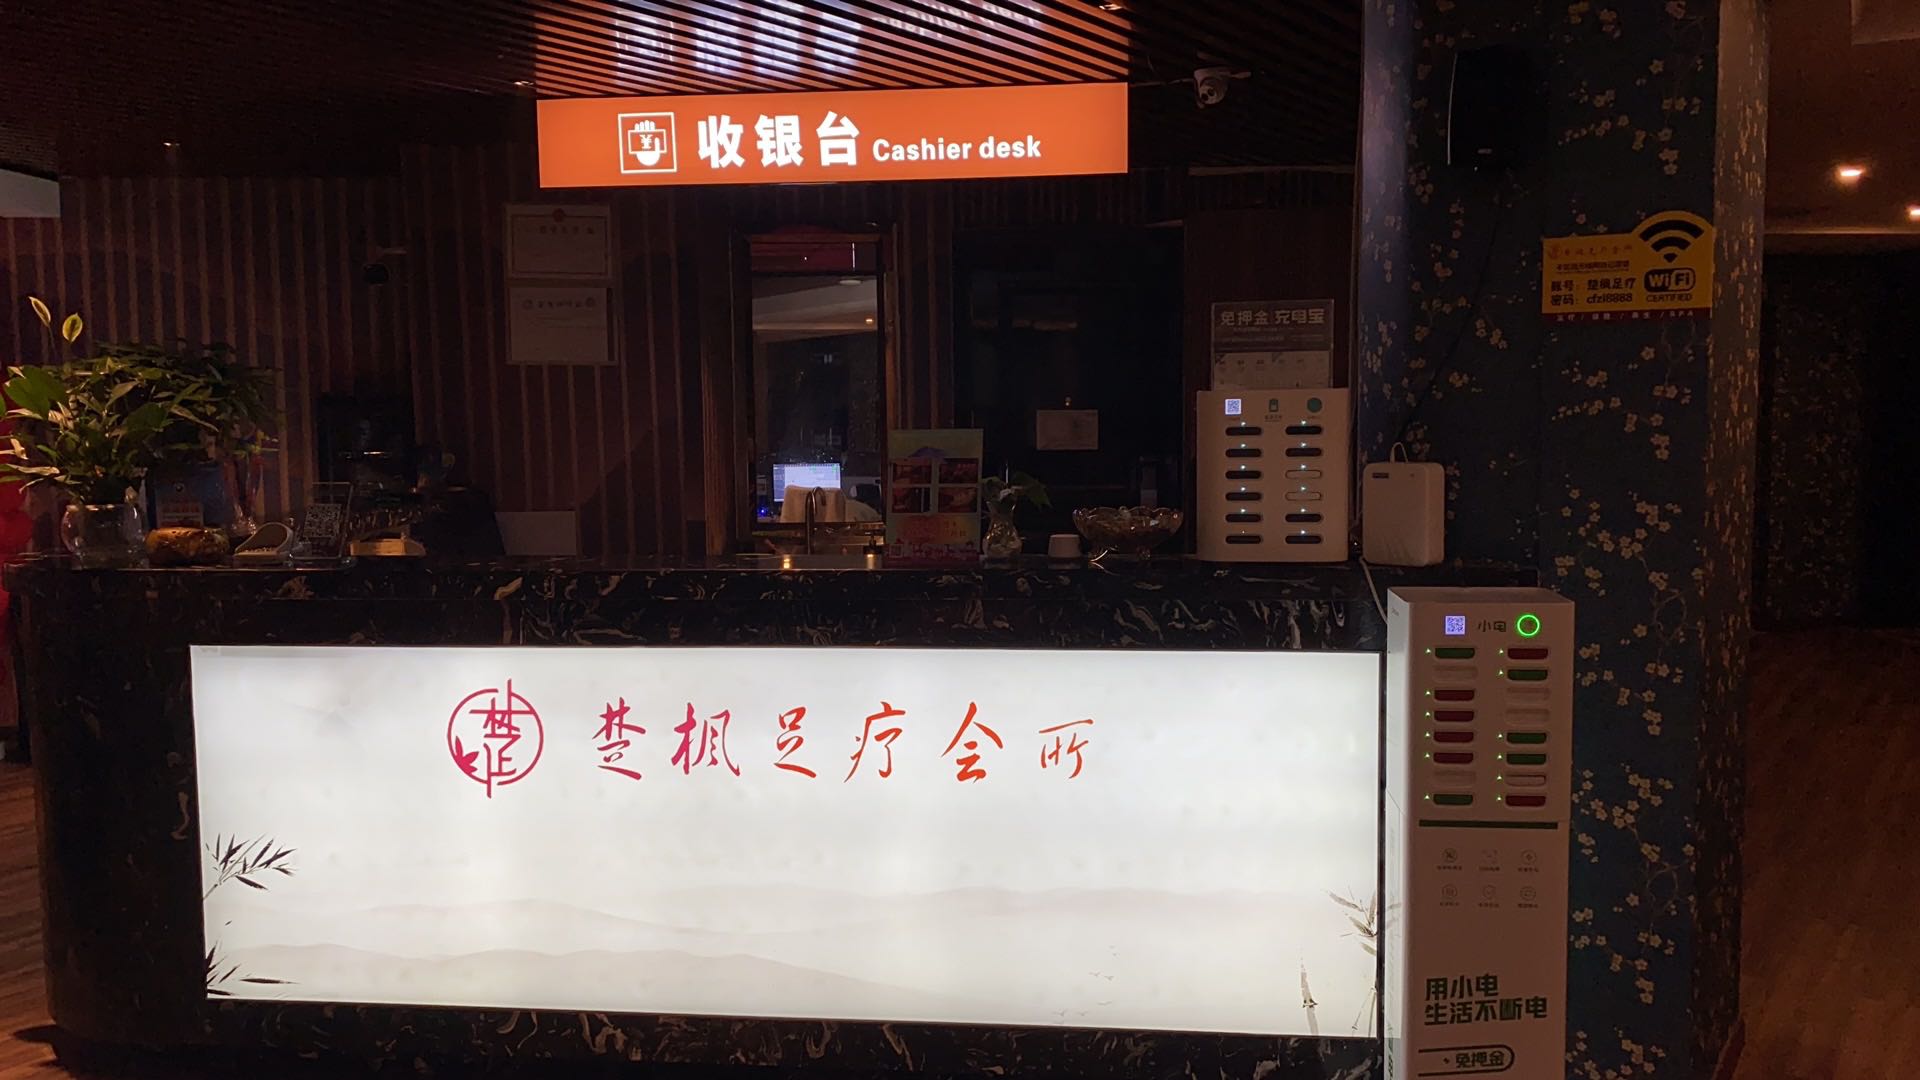 收银台 Cashier desk
WiFi
CERTIFIED
账号：楚枫足疗
密码：cfzl8888
免押金 充电宝
楚枫足疗会所
小电
用小电
生活不断电
免押金